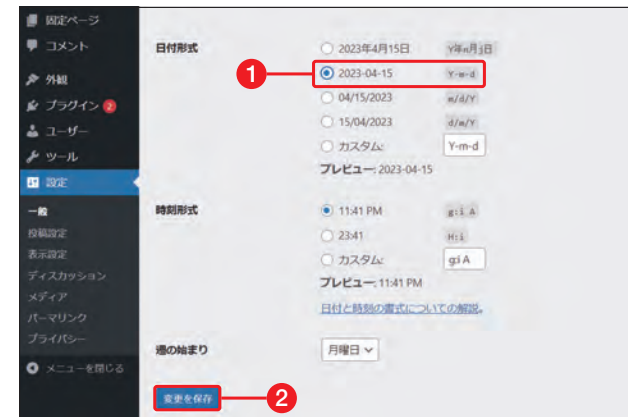 固定ページ
コメント
外観
プラグイン 2
ユーザー
ツール
設定
一般
投稿設定
表示設定
ディスカッション
メディア
パーマリンク
プライバシー
メニューを閉じる
日付形式
2023年4月15日 Y年n月j日
1
2023-04-15 Y-m-d
04/15/2023 m/d/Y
15/04/2023 d/m/Y
カスタム: Y-m-d
プレビュー: 2023-04-15
時刻形式
11:41 PM g:i A
23:41 H:i
カスタム: g:i A
プレビュー: 11:41 PM
日付と時刻の書式についての解説。
週の始まり 月曜日
変更を保存 2